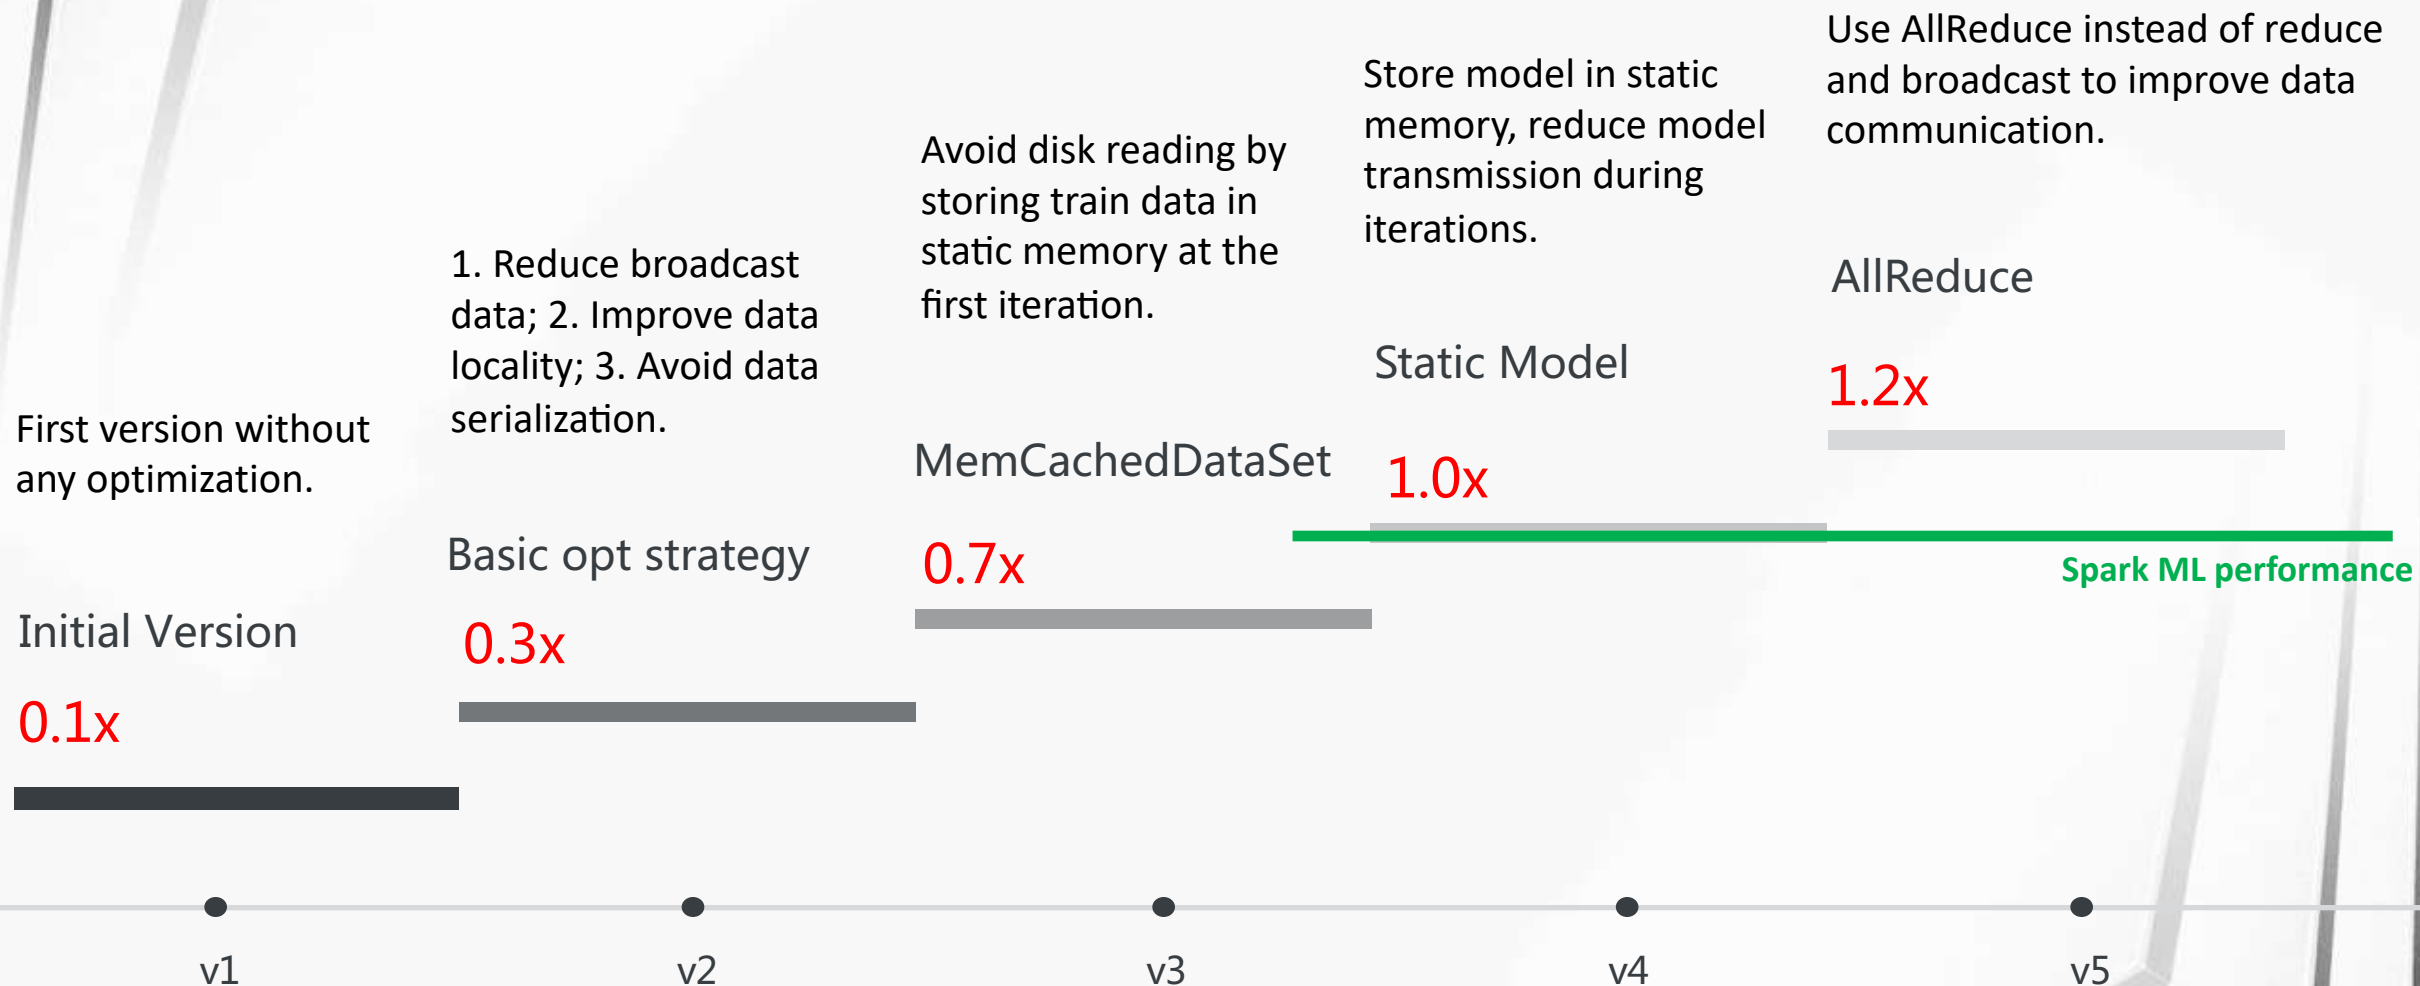 First version without
any optimization.
Initial Version
0.1x
1. Reduce broadcast
data; 2. Improve data
locality; 3. Avoid data
serialization.
Basic opt strategy
0.3x
Avoid disk reading by
storing train data in
static memory at the
first iteration.
MemCachedDataSet
0.7x
Store model in static
memory, reduce model
transmission during
iterations.
Static Model
1.0x
Use AllReduce instead of reduce
and broadcast to improve data
communication.
AllReduce
1.2x
Spark ML performance
v1
v2
v3
v4
v5